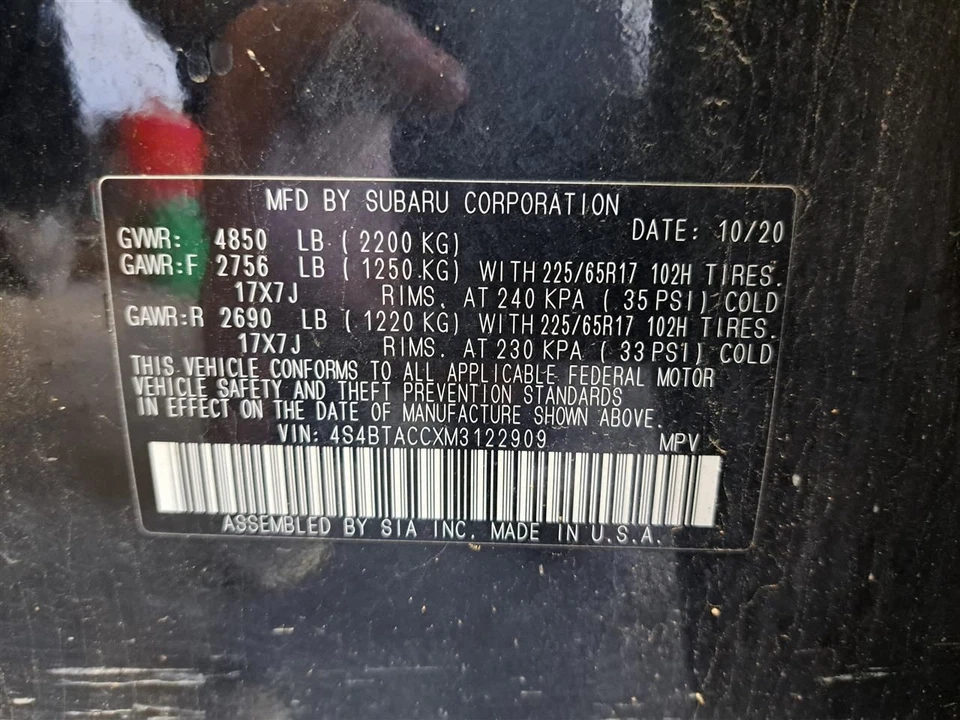 MFD BY SUBARU CORPORATION
DATE: 10/20
GVWR: 4850 LB ( 2200 KG)
GAWR:F 2756 LB ( 1250 KG) WITH 225/65R17 102H TIRES.
17X7J RIMS. AT 240 KPA ( 35 PSI) COLD
GAWR:R 2690 LB ( 1220 KG) WITH 225/65R17 102H TIRES.
17X7J RIMS. AT 230 KPA ( 33 PSI) COLD
THIS VEHICLE CONFORMS TO ALL APPLICABLE FEDERAL MOTOR
VEHICLE SAFETY AND THEFT PREVENTION STANDARDS
IN EFFECT ON THE DATE OF MANUFACTURE SHOWN ABOVE.
VIN: 4S4BTACCXM3122909 MPV
ASSEMBLED BY SIA INC. MADE IN U.S.A.